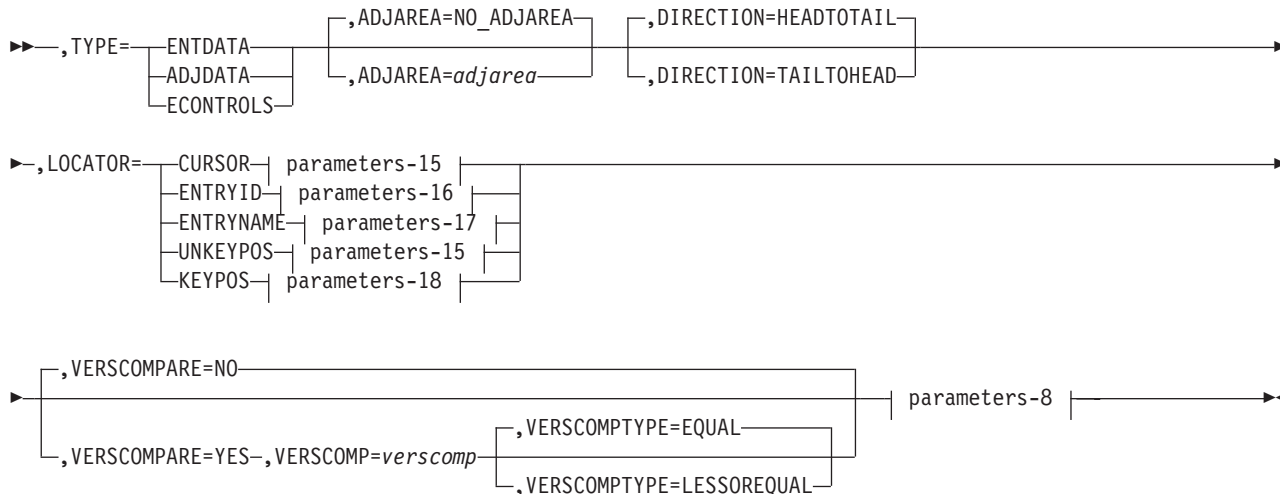 ,ADJAREA=NO_ADJAREA ,DIRECTION=HEADTOTAIL
,TYPE= ENTDATA
ADJDATA ,ADJAREA=adjarea ,DIRECTION=TAILTOHEAD
ECONTROLS
,LOCATOR= CURSOR parameters-15
ENTRYID parameters-16
ENTRYNAME parameters-17
UNKEYPOS parameters-15
KEYPOS parameters-18
,VERSCOMPARE=NO
parameters-8
,VERSCOMPTYPE=EQUAL
,VERSCOMPARE=YES ,VERSCOMP=verscomp
,VERSCOMPTYPE=LESSOREQUAL